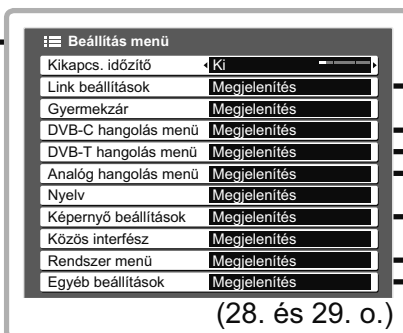 Beállítás menü
Kikapcs. időzítő Ki
Link beállítások Megjelenítés
Gyermekzár Megjelenítés
DVB-C hangolás menü Megjelenítés
DVB-T hangolás menü Megjelenítés
Analóg hangolás menü Megjelenítés
Nyelv Megjelenítés
Képernyő beállítások Megjelenítés
Közös interfész Megjelenítés
Rendszer menü Megjelenítés
Egyéb beállítások Megjelenítés
(28. és 29. o.)